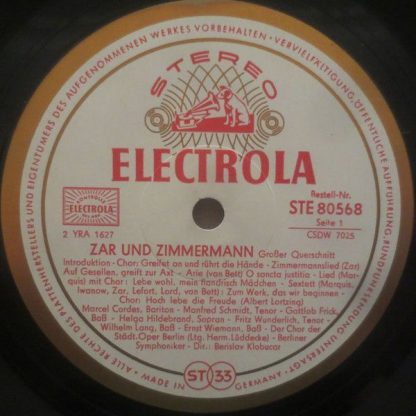 ALLE RECHTE DES PLATTENHERSTELLERS UND EIGENTÜMERS DES AUFGENOMMENEN WERKES VORBEHALTEN · VERVIELFÄLTIGUNG, ÖFFENTLICHE AUFFÜHRUNG, RUNDFUNKSENDUNG UNTERSAGT · MADE IN GERMANY
STEREO
ELECTROLA
Bestell-Nr.
STE 80568
Seite 1
ELECTROLA
2 YRA 1627
CSDW 7025
ZAR UND ZIMMERMANN Großer Querschnitt
Introduktion - Chor: Greifet an und rührt die Hände - Zimmermannslied (Zar)
Auf Gesellen, greift zur Axt - Arie (van Bett) O sancta justitia - Lied (Mar-
quis) mit Chor: Lebe wohl, mein flandrisch Mädchen - Sextett (Marquis,
Iwanow, Zar, Lefort, Lord, van Bett): Zum Werk, das wir beginnen -
Chor: Hoch lebe die Freude (Albert Lortzing)
Marcel Cordes, Bariton - Manfred Schmidt, Tenor - Gottlob Frick,
Baß - Helga Hildebrand, Sopran - Fritz Wunderlich, Tenor -
Wilhelm Lang, Baß - Ernst Wiemann, Baß - Der Chor der
Städt. Oper Berlin (Ltg. Herm. Lüddecke) - Berliner
Symphoniker - Dir.: Berislav Klobucar
ST 33